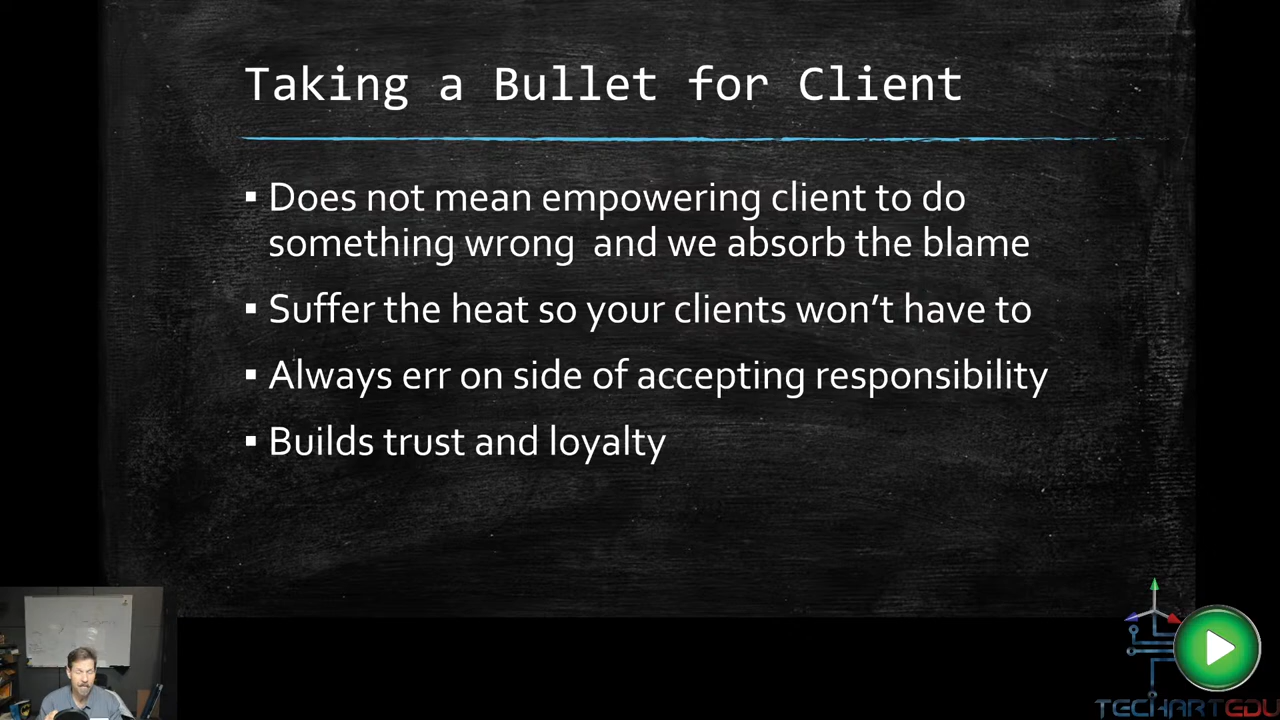 Taking a Bullet for Client
▪ Does not mean empowering client to do
something wrong  and we absorb the blame
▪ Suffer the heat so your clients won’t have to
▪ Always err on side of accepting responsibility
▪ Builds trust and loyalty
TECHARTEDU